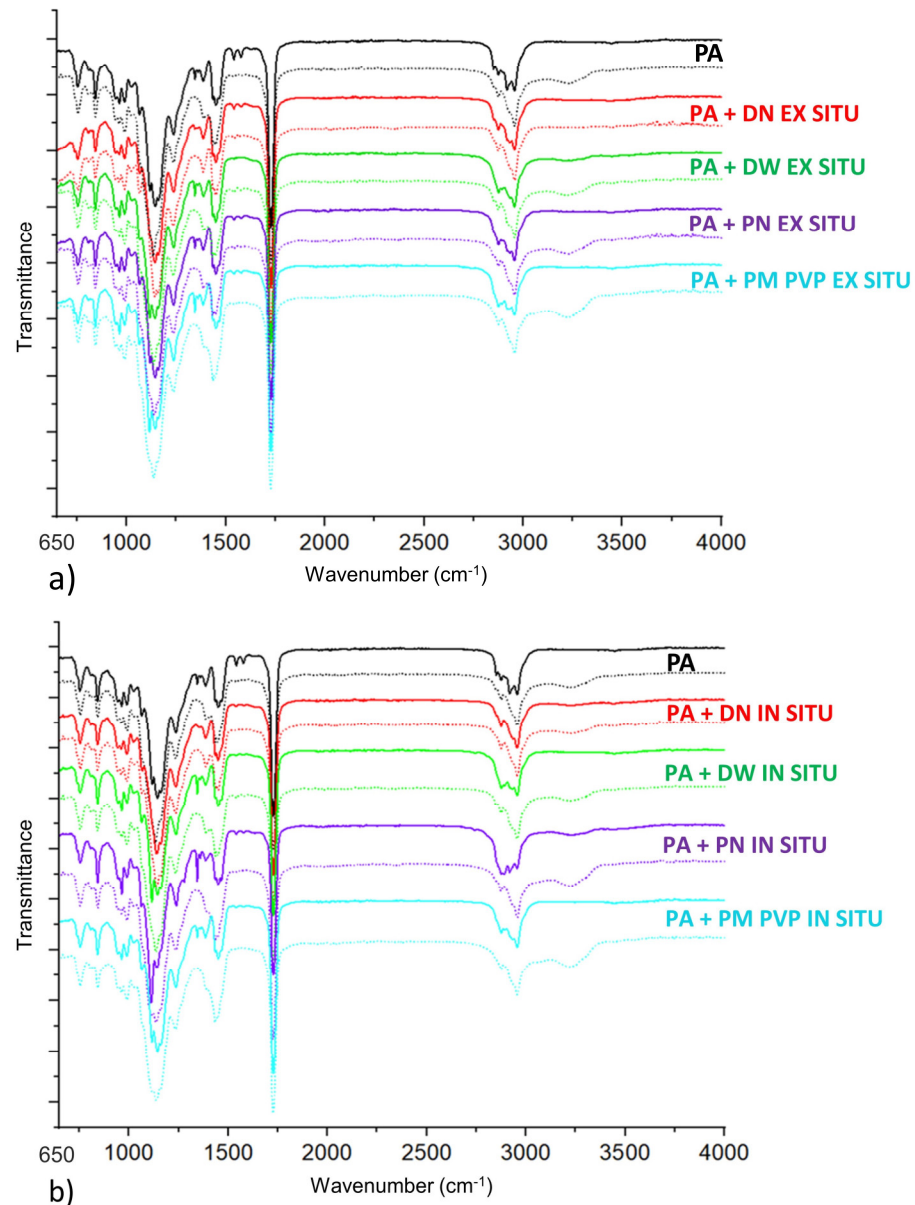 PA
PA + DN EX SITU
PA + DW EX SITU
PA + PN EX SITU
PA + PM PVP EX SITU
Transmittance
650 1000 1500 2000 2500 3000 3500 4000
Wavenumber (cm-1)
a)
PA
PA + DN IN SITU
PA + DW IN SITU
PA + PN IN SITU
PA + PM PVP IN SITU
Transmittance
650 1000 1500 2000 2500 3000 3500 4000
Wavenumber (cm-1)
b)